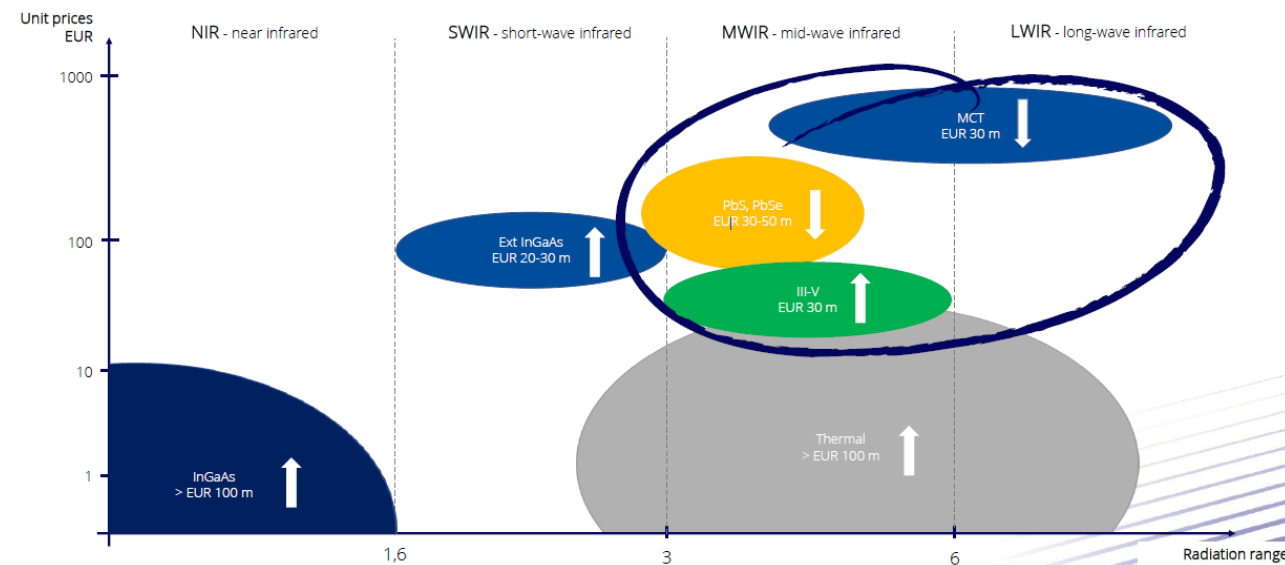 Unit prices
EUR
NIR - near infrared
SWIR - short-wave infrared
MWIR - mid-wave infrared
LWIR - long-wave infrared
1000
MCT
EUR 30 m
PbS, PbSe
EUR 30-50 m
100
Ext InGaAs
EUR 20-30 m
III-V
EUR 30 m
10
Thermal
> EUR 100 m
1
InGaAs
> EUR 100 m
1,6
3
6
Radiation range